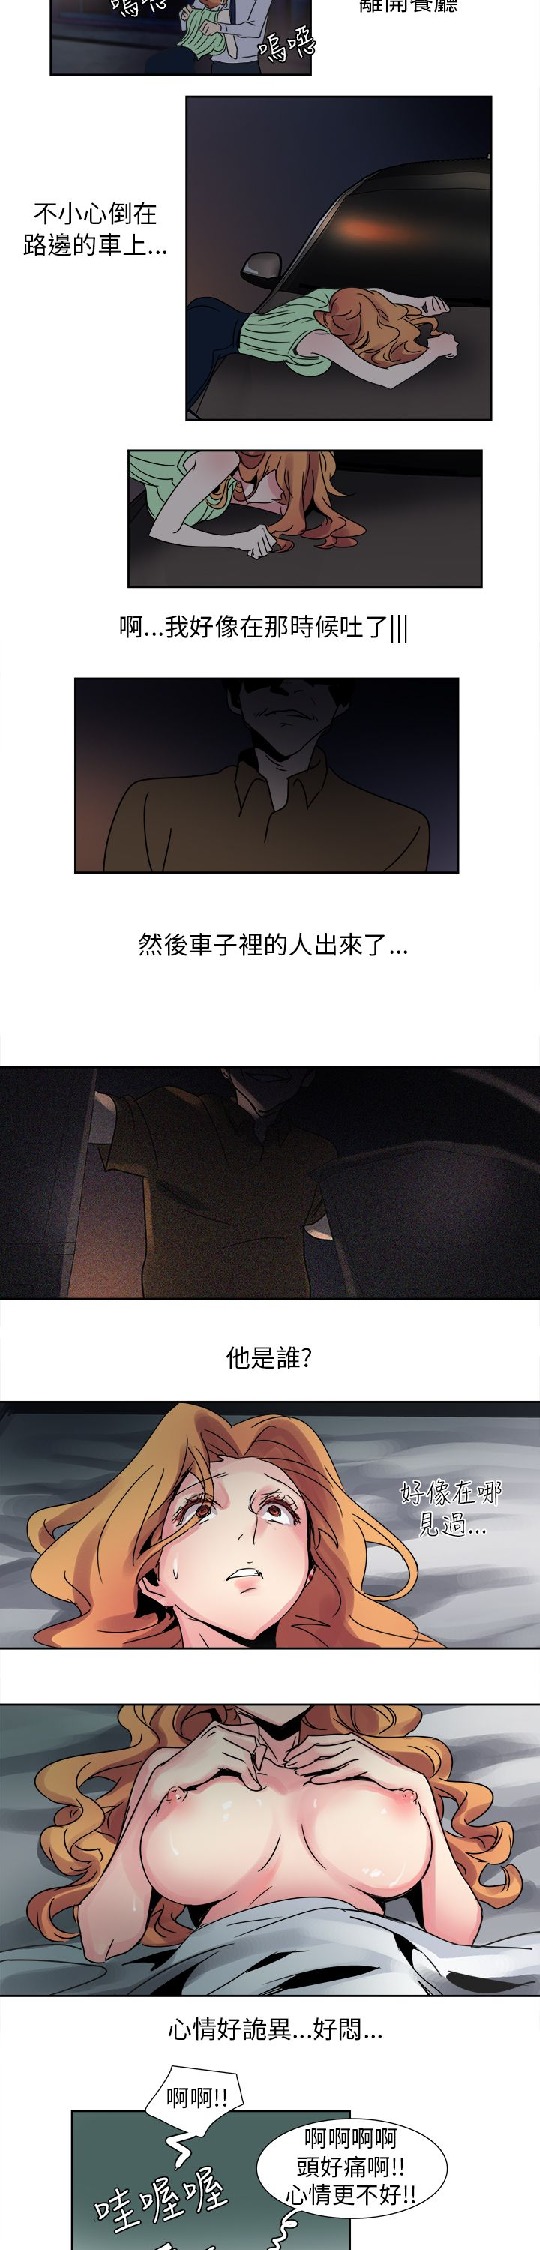 嗚噁
離開餐廳
嗚噁
不小心倒在
路邊的車上...
啊...我好像在那時候吐了|||
然後車子裡的人出來了...
他是誰?
好像在哪
見過...
心情好詭異...好悶...
啊啊!!
啊啊啊啊
頭好痛啊!!
心情更不好!!
哇喔喔